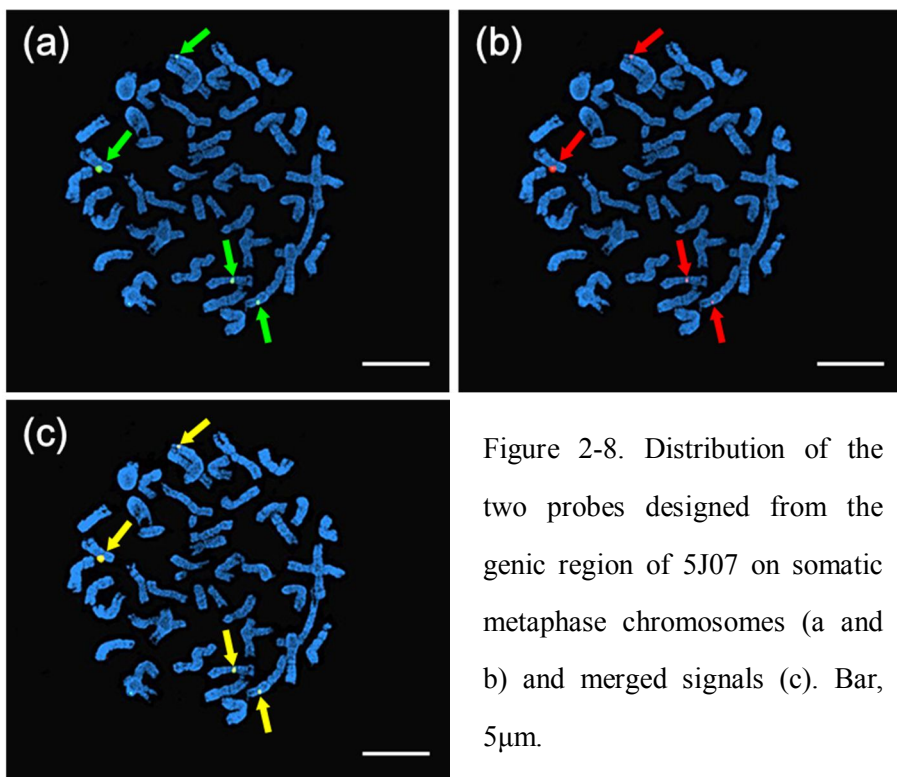 (a)
(b)
(c)
Figure 2-8. Distribution of the
two probes designed from the
genic region of 5J07 on somatic
metaphase chromosomes (a and
b) and merged signals (c). Bar,
5μm.